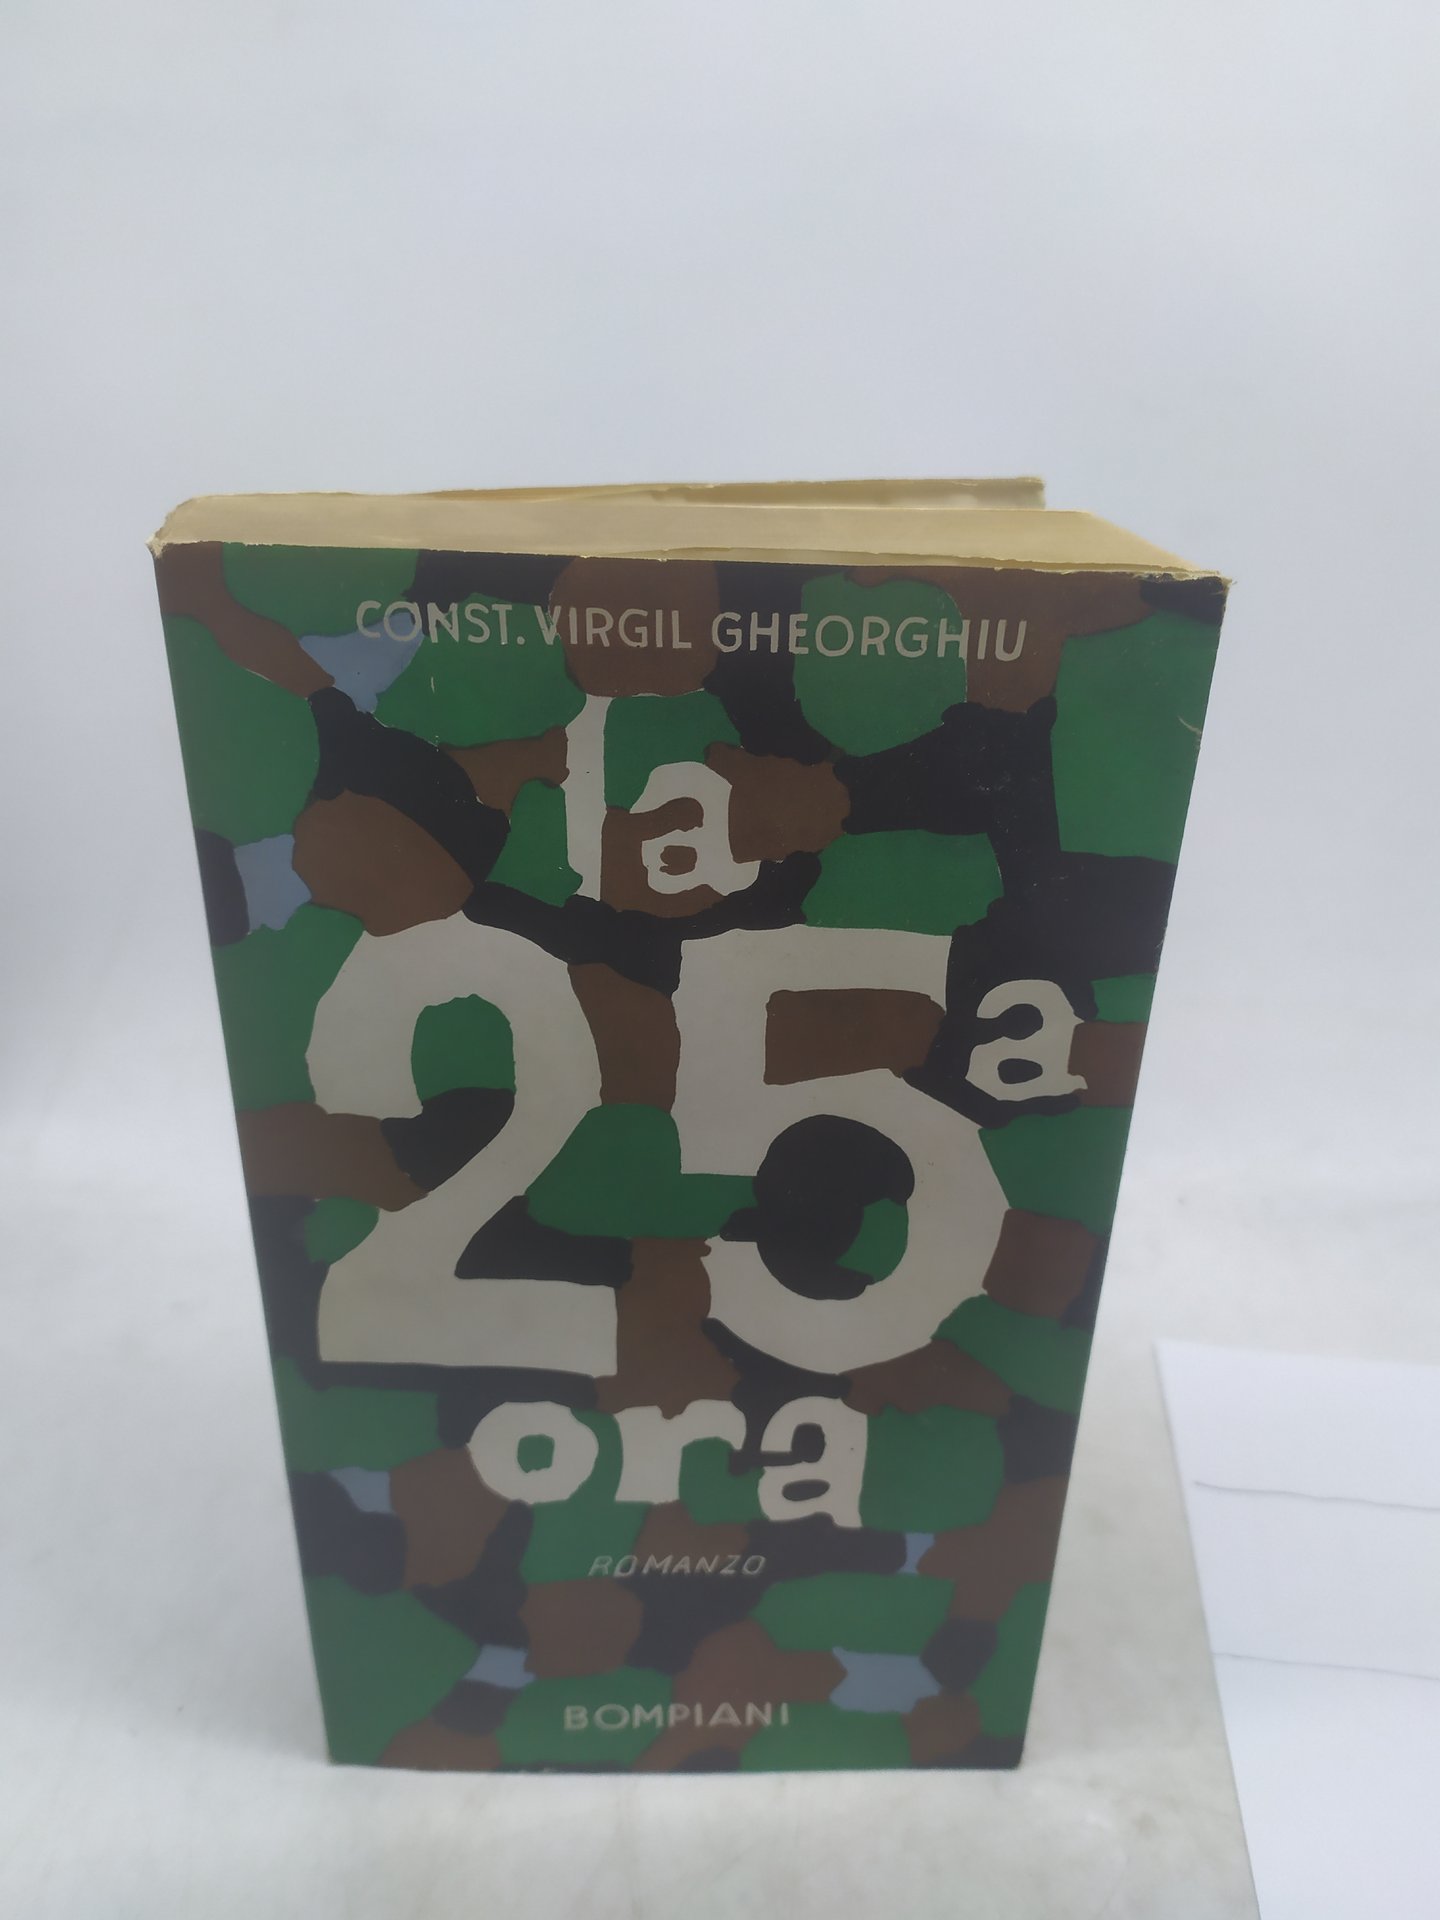 CONST. VIRGIL GHEORGHIU
la
25a
ora
ROMANZO
BOMPIANI